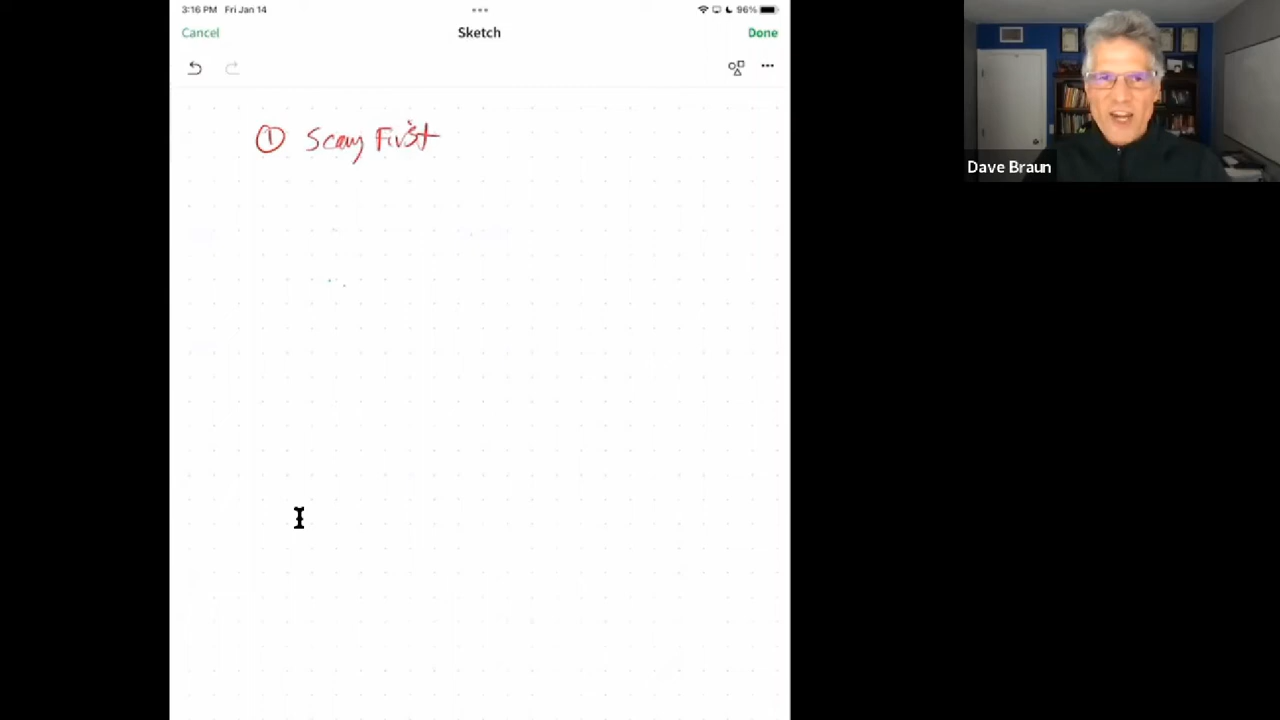 3:16 PM Fri Jan 14
96%
Cancel Sketch Done
① Scary First
Dave Braun